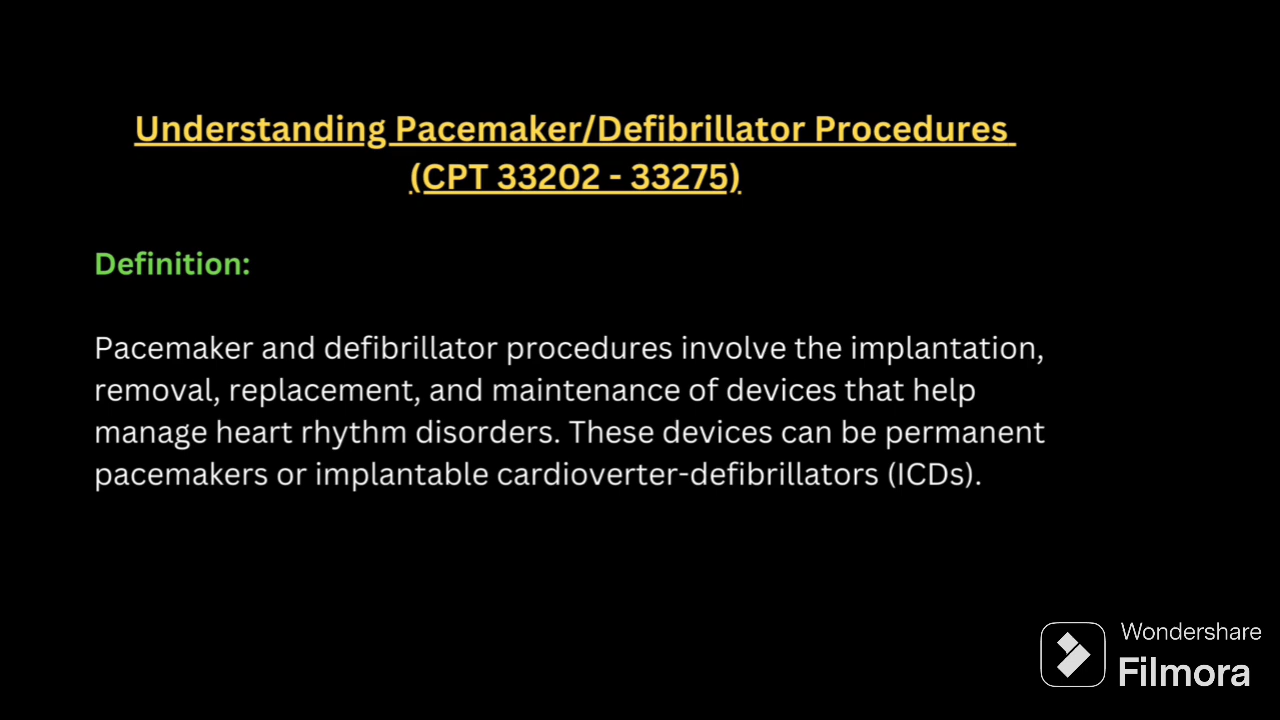 Understanding Pacemaker/Defibrillator Procedures
(CPT 33202 - 33275)
Definition:
Pacemaker and defibrillator procedures involve the implantation,
removal, replacement, and maintenance of devices that help
manage heart rhythm disorders. These devices can be permanent
pacemakers or implantable cardioverter-defibrillators (ICDs).
Wondershare
Filmora